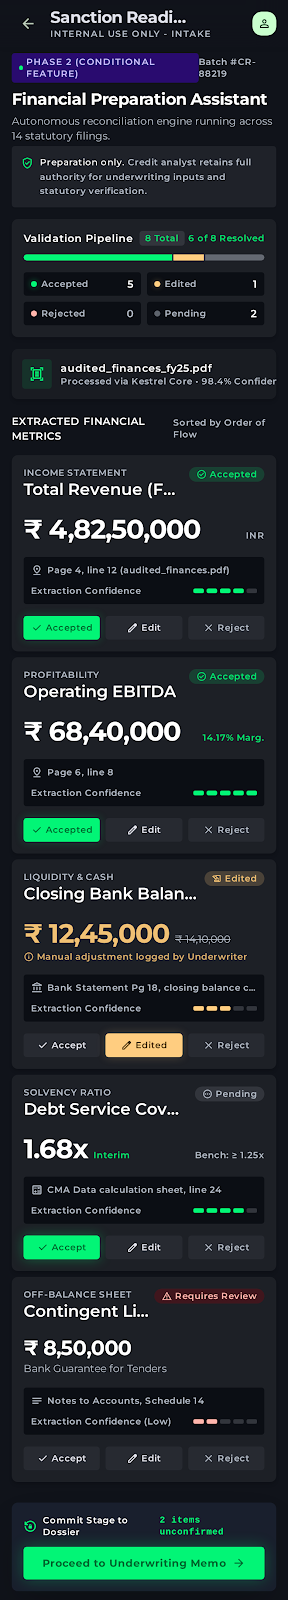 Sanction Readi...
INTERNAL USE ONLY - INTAKE
PHASE 2 (CONDITIONAL
FEATURE)
Batch #CR-
88219
Financial Preparation Assistant
Autonomous reconciliation engine running across
14 statutory filings.
Preparation only. Credit analyst retains full
authority for underwriting inputs and
statutory verification.
Validation Pipeline
8 Total
6 of 8 Resolved
Accepted 5
Edited 1
Rejected 0
Pending 2
audited_finances_fy25.pdf
Processed via Kestrel Core • 98.4% Confider
EXTRACTED FINANCIAL
METRICS
Sorted by Order of
Flow
INCOME STATEMENT
Accepted
Total Revenue (F...
₹ 4,82,50,000
INR
Page 4, line 12 (audited_finances.pdf)
Extraction Confidence
Accepted
Edit
Reject
PROFITABILITY
Accepted
Operating EBITDA
₹ 68,40,000
14.17% Marg.
Page 6, line 8
Extraction Confidence
Accepted
Edit
Reject
LIQUIDITY & CASH
Edited
Closing Bank Balan...
₹ 12,45,000
₹ 14,10,000
Manual adjustment logged by Underwriter
Bank Statement Pg 18, closing balance c...
Extraction Confidence
Accept
Edited
Reject
SOLVENCY RATIO
Pending
Debt Service Cov...
1.68x Interim
Bench: ≥ 1.25x
CMA Data calculation sheet, line 24
Extraction Confidence
Accept
Edit
Reject
OFF-BALANCE SHEET
Requires Review
Contingent Li...
₹ 8,50,000
Bank Guarantee for Tenders
Notes to Accounts, Schedule 14
Extraction Confidence (Low)
Accept
Edit
Reject
Commit Stage to
Dossier
2 items
unconfirmed
Proceed to Underwriting Memo →